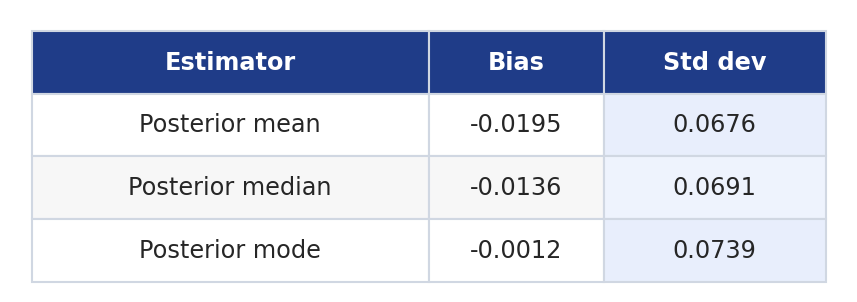 Estimator Bias Std dev
Posterior mean -0.0195 0.0676
Posterior median -0.0136 0.0691
Posterior mode -0.0012 0.0739